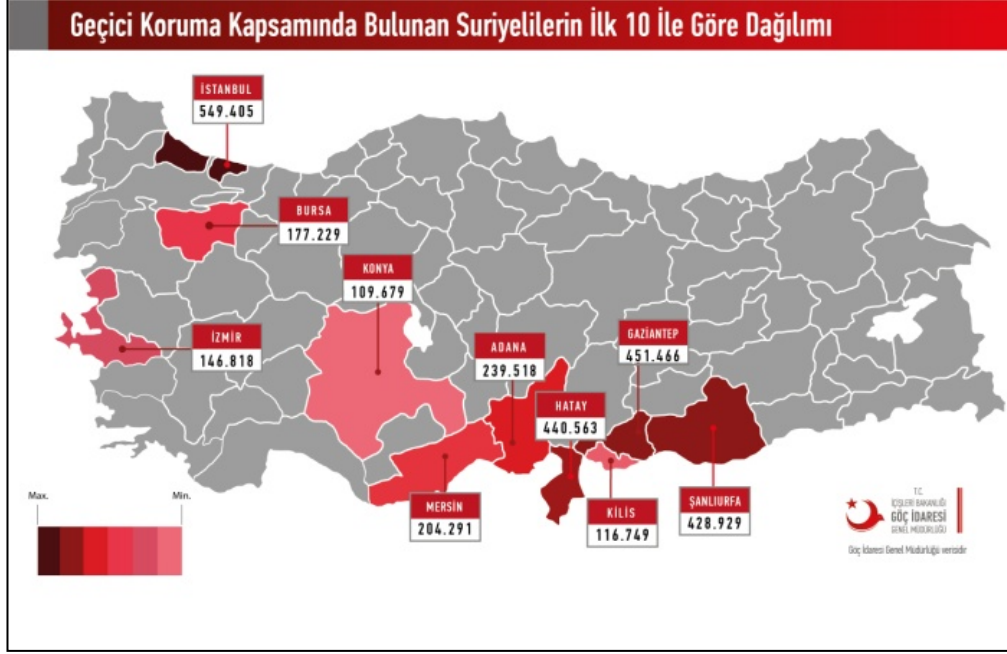 Geçici Koruma Kapsamında Bulunan Suriyelilerin İlk 10 İle Göre Dağılımı
İSTANBUL
549.405
BURSA
177.229
KONYA
109.679
İZMİR
146.818
ADANA
239.518
GAZİANTEP
451.466
HATAY
440.563
MERSİN
204.291
KİLİS
116.749
ŞANLIURFA
428.929
Max.
Min.
T.C.
İÇİŞLERİ BAKANLIĞI
GÖÇ İDARESİ
GENEL MÜDÜRLÜĞÜ
Göç İdaresi Genel Müdürlüğü verisidir